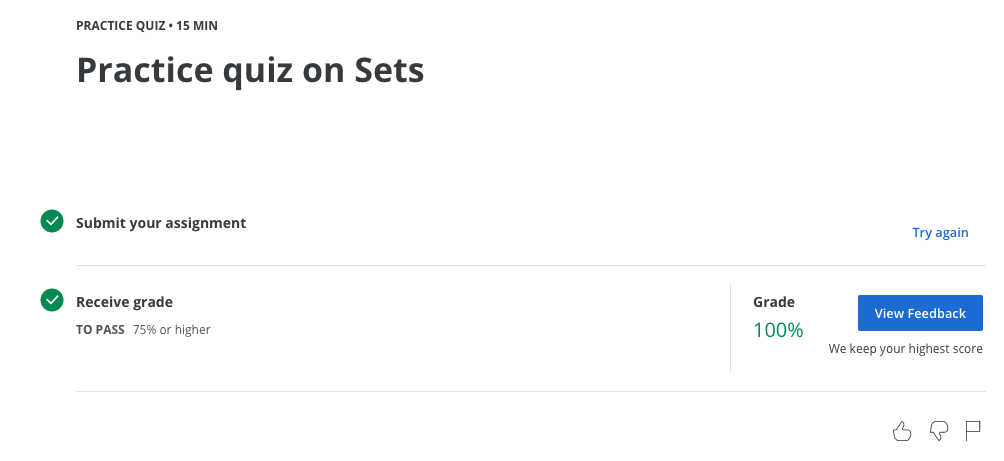 PRACTICE QUIZ • 15 MIN
Practice quiz on Sets
Submit your assignment
Try again
Receive grade
TO PASS 75% or higher
Grade
100%
View Feedback
We keep your highest score